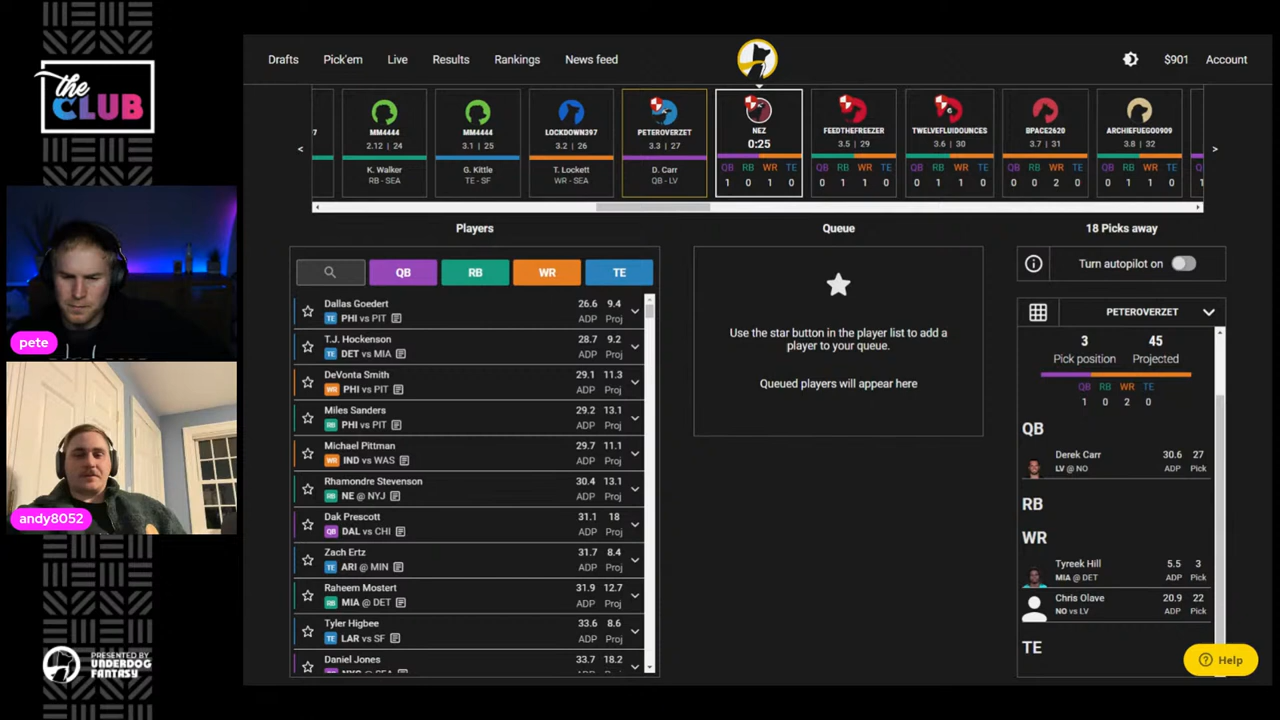 the
CLUB
pete
andy8052
PRESENTED BY
UNDERDOG
FANTASY
Drafts Pick'em Live Results Rankings News feed $901 Account
<
7
MM4444
2.12 | 24
K. Walker
RB - SEA
MM4444
3.1 | 25
G. Kittle
TE - SF
LOCKDOWN397
3.2 | 26
T. Lockett
WR - SEA
PETEROVERZET
3.3 | 27
D. Carr
QB - LV
NEZ
0:25
QB RB WR TE
1 0 1 0
FEEDTHEFREEZER
3.5 | 29
QB RB WR TE
0 1 1 0
TWELVEFLUIDOUNCES
3.6 | 30
QB RB WR TE
0 1 1 0
BPACE2620
3.7 | 31
QB RB WR TE
0 0 2 0
ARCHIEFUEGO0909
3.8 | 32
QB RB WR TE
0 1 1 0
>
Players
QB RB WR TE
Dallas Goedert 26.6 9.4
TE PHI vs PIT ADP Proj
T.J. Hockenson 28.7 9.2
TE DET vs MIA ADP Proj
DeVonta Smith 29.1 11.3
WR PHI vs PIT ADP Proj
Miles Sanders 29.2 13.1
RB PHI vs PIT ADP Proj
Michael Pittman 29.7 11.1
WR IND vs WAS ADP Proj
Rhamondre Stevenson 30.4 13.1
RB NE @ NYJ ADP Proj
Dak Prescott 31.1 18
QB DAL vs CHI ADP Proj
Zach Ertz 31.7 8.4
TE ARI @ MIN ADP Proj
Raheem Mostert 31.9 12.7
RB MIA @ DET ADP Proj
Tyler Higbee 33.6 8.6
TE LAR vs SF ADP Proj
Daniel Jones 33.7 18.2
Queue
Use the star button in the player list to add a
player to your queue.
Queued players will appear here
18 Picks away
Turn autopilot on
PETEROVERZET
3 45
Pick position Projected
QB RB WR TE
1 0 2 0
QB
Derek Carr 30.6 27
LV @ NO ADP Pick
RB
WR
Tyreek Hill 5.5 3
MIA @ DET ADP Pick
Chris Olave 20.9 22
NO vs LV ADP Pick
TE
Help